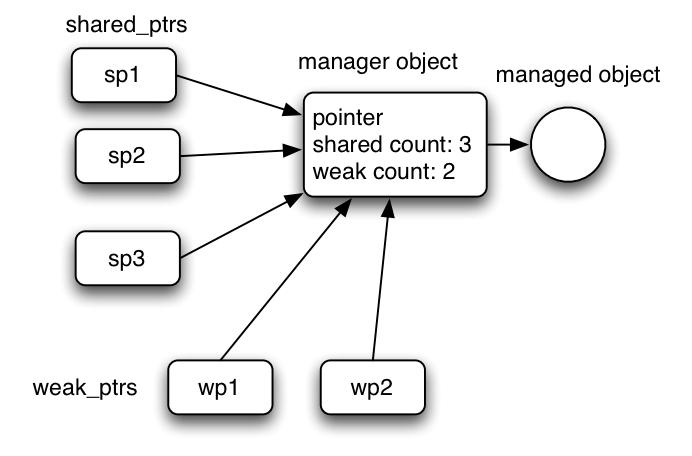 shared_ptrs
sp1
manager object
managed object
pointer
shared count: 3
weak count: 2
sp2
sp3
weak_ptrs
wp1
wp2